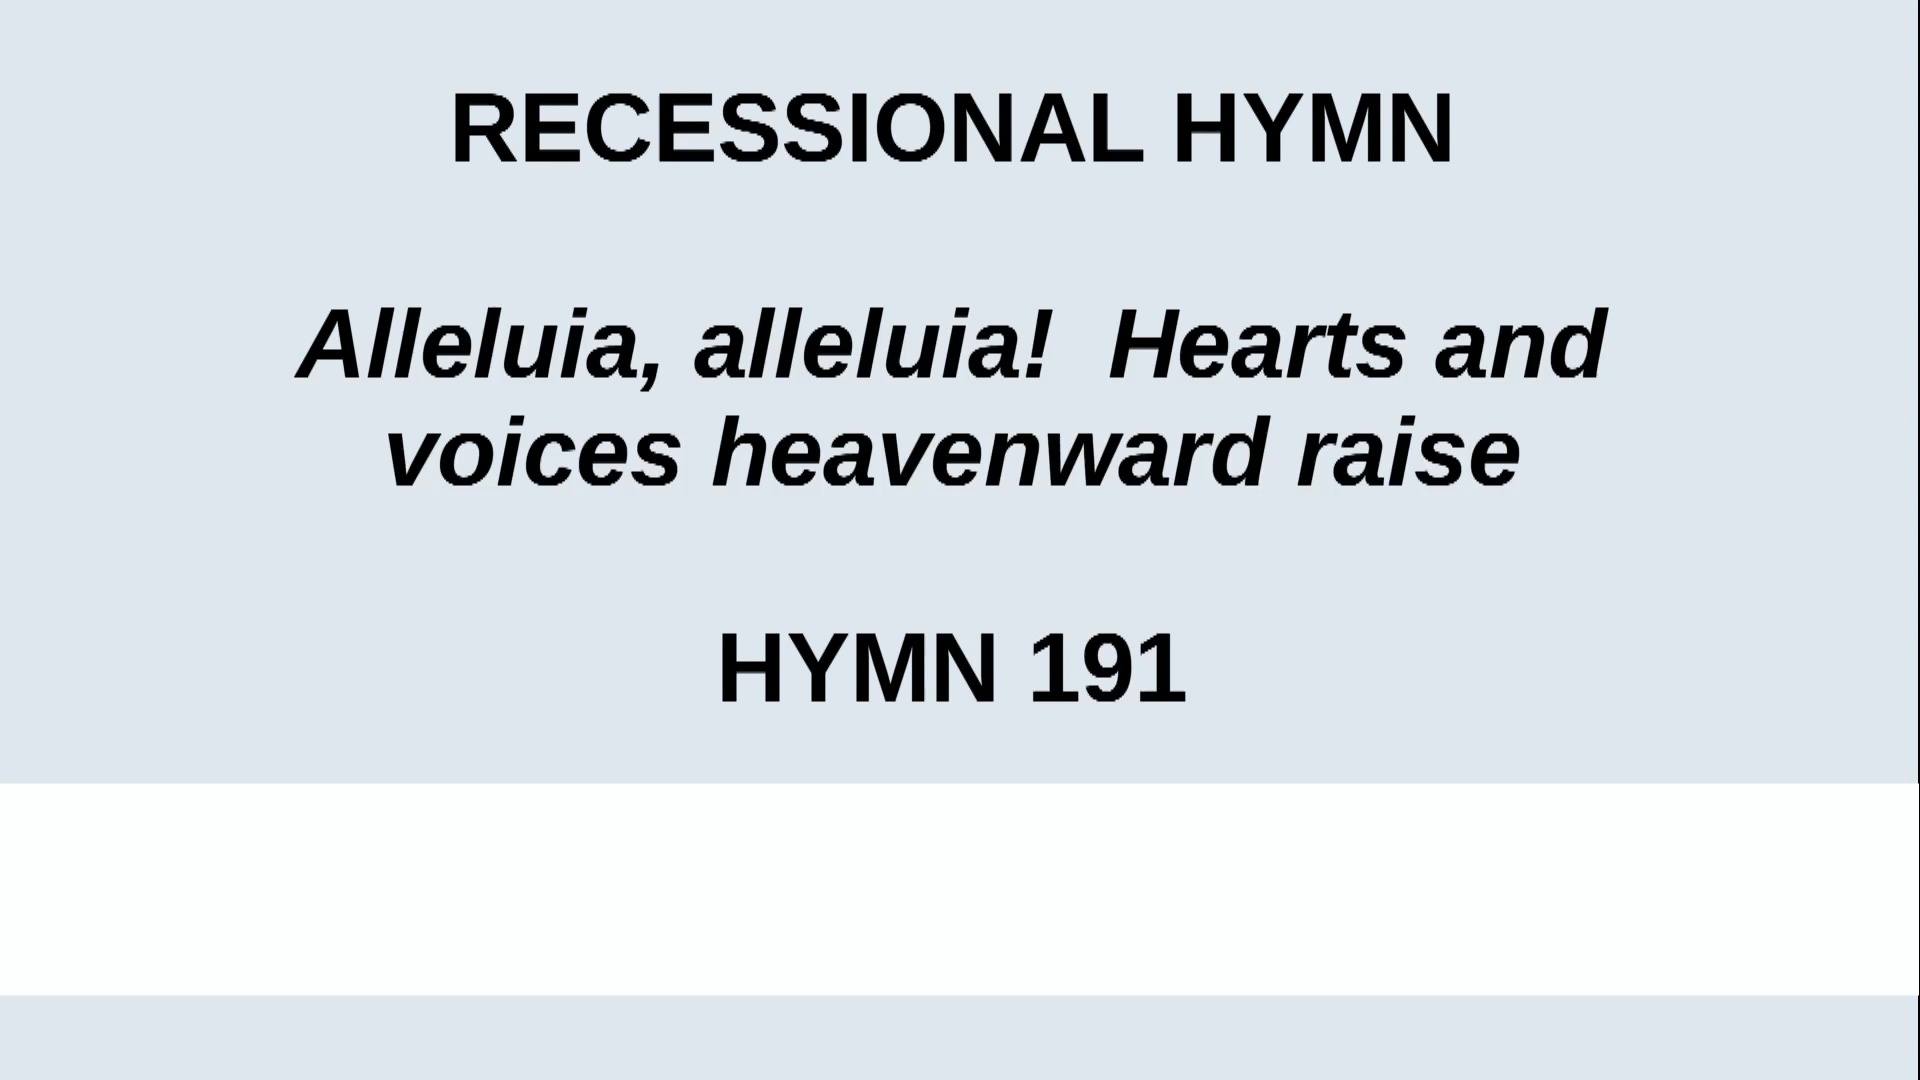 RECESSIONAL HYMN
Alleluia, alleluia!  Hearts and
voices heavenward raise
HYMN 191